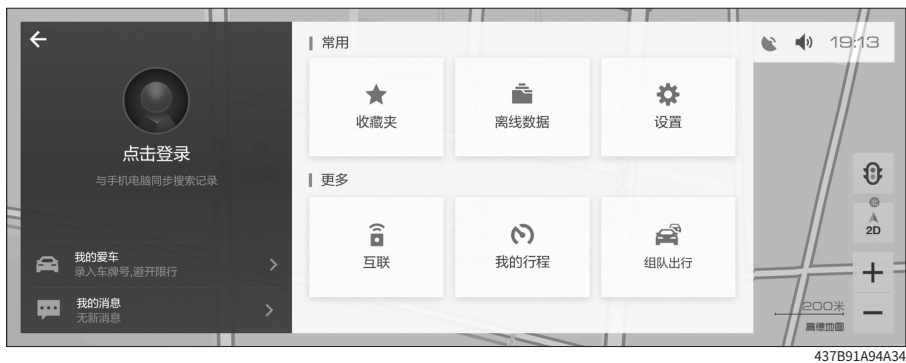 常用
19:13
点击登录
与手机电脑同步搜索记录
我的爱车
录入车牌号,避开限行
我的消息
无新消息
收藏夹
离线数据
设置
更多
互联
我的行程
组队出行
北
2D
200米
高德地图
437B91A94A34